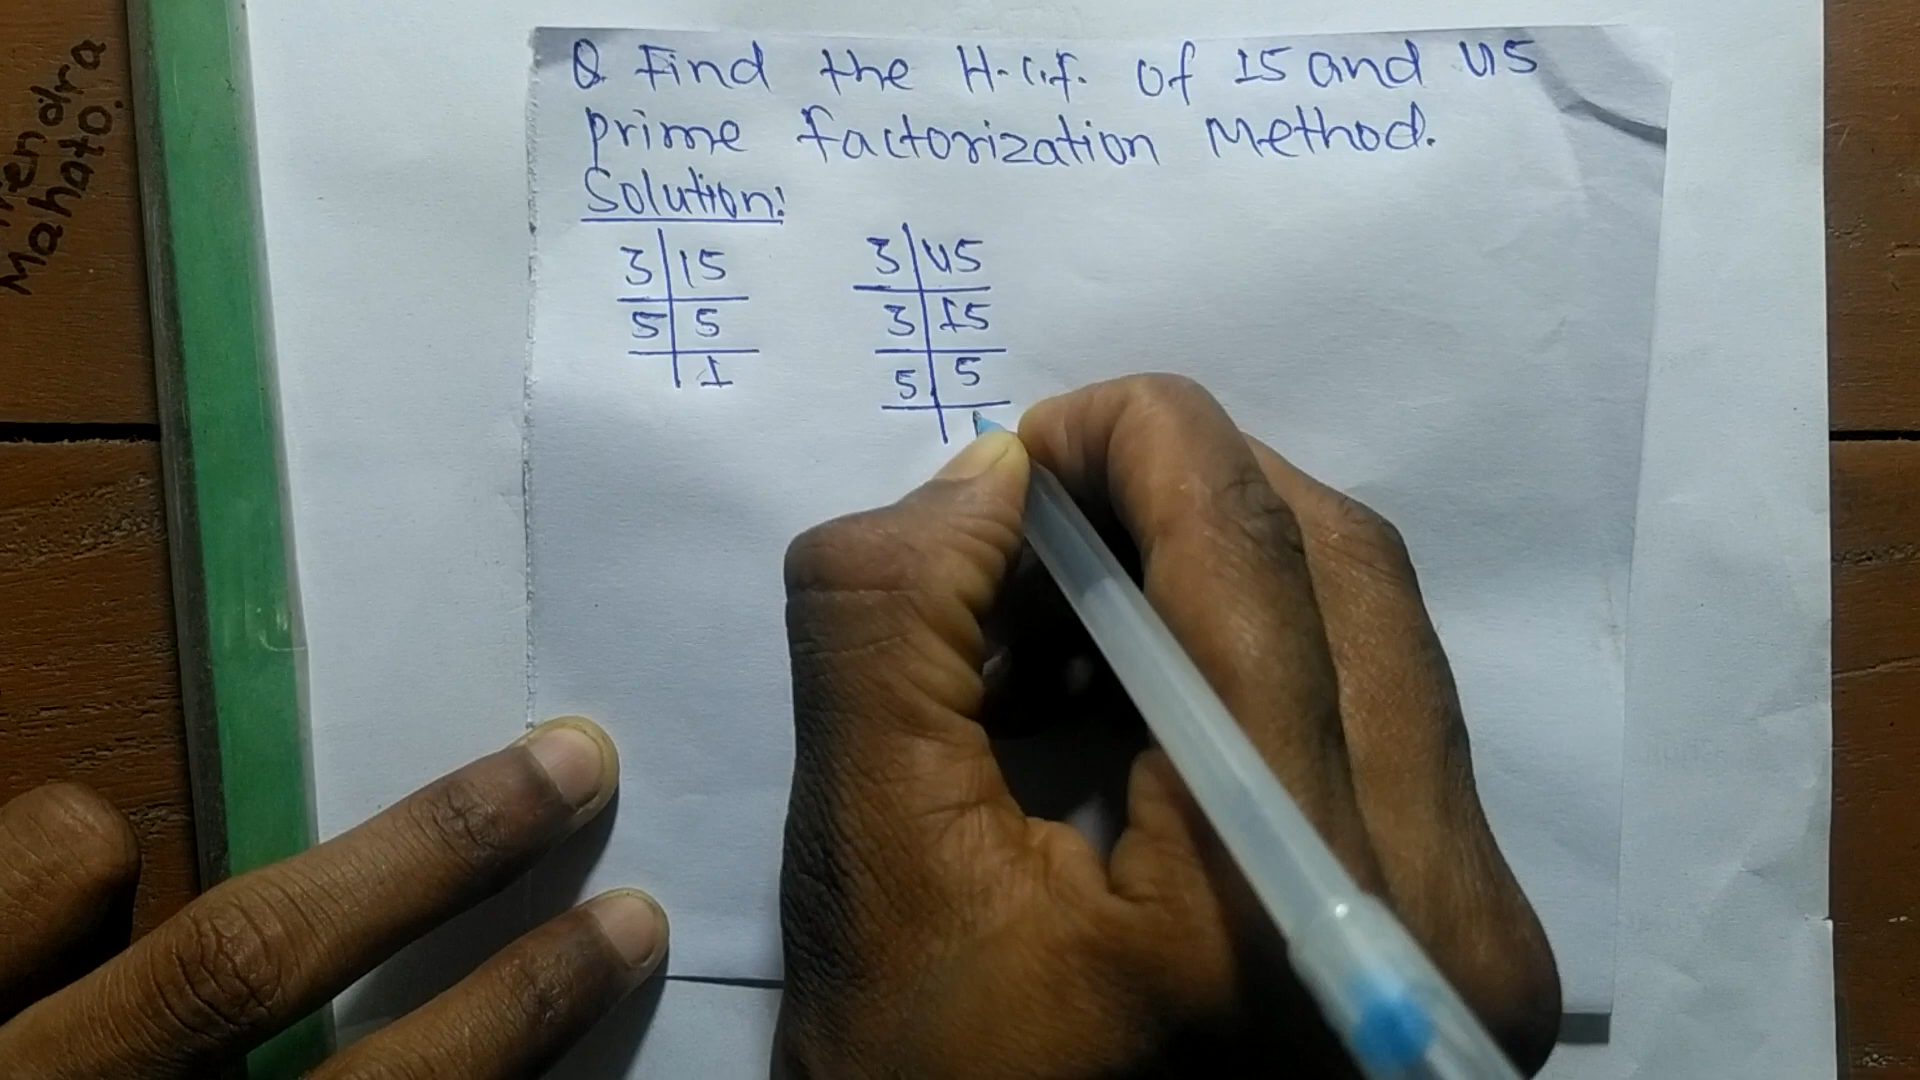 Q Find the H.C.f. of 15 and 45
prime factorization Method.
Solution:
3 15
5 5
1
3 45
3 15
5 5
Mahato.